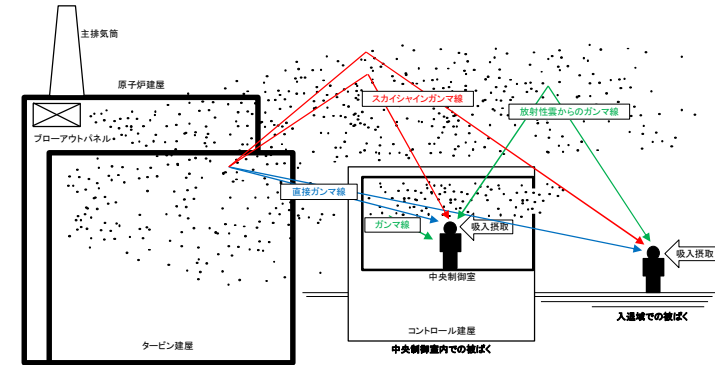 主排気筒
原子炉建屋
ブローアウトパネル
スカイシャインガンマ線
放射性雲からのガンマ線
直接ガンマ線
ガンマ線
吸入摂取
吸入摂取
中央制御室
タービン建屋
コントロール建屋
中央制御室内での被ばく
入退域での被ばく